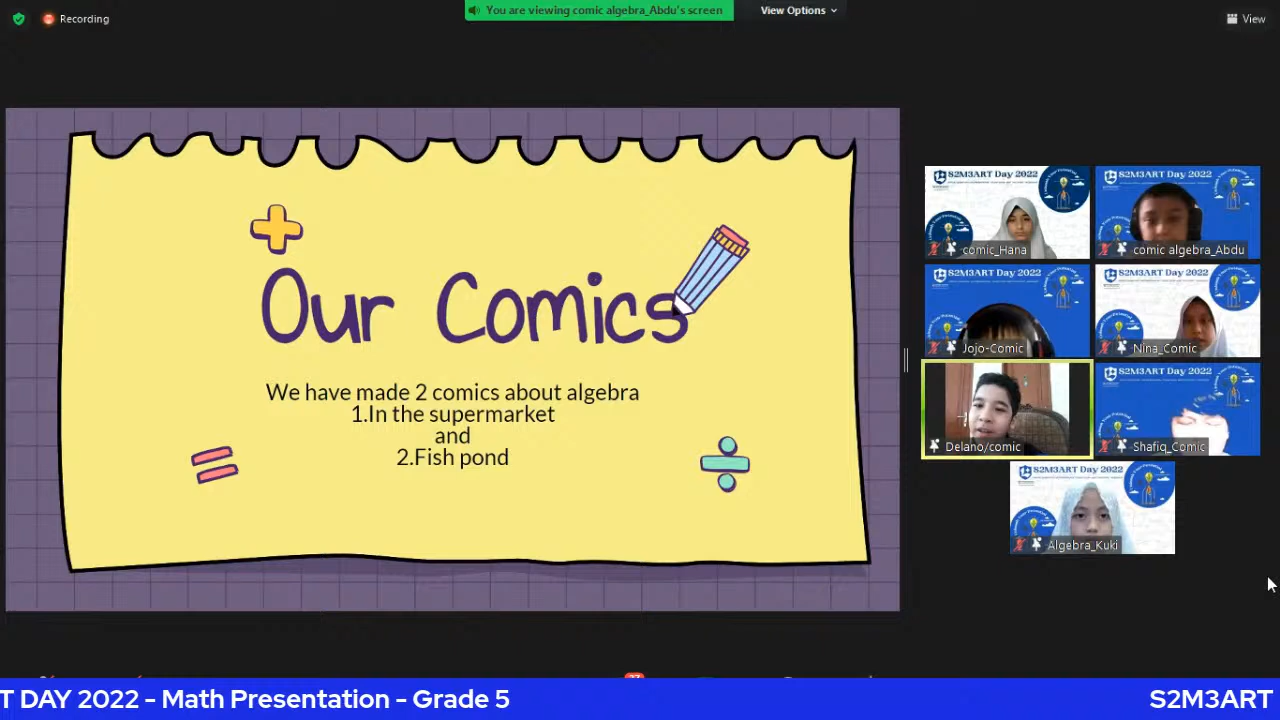 Recording
You are viewing comic algebra_Abdu's screen
View Options
View
Our Comics
We have made 2 comics about algebra
1.In the supermarket
and
2.Fish pond
S2M3ART Day 2022
comic_Hana
S2M3ART Day 2022
comic algebra_Abdu
S2M3ART Day 2022
Jojo-Comic
S2M3ART Day 2022
Nina_Comic
Delano/comic
S2M3ART Day 2022
Shafiq_Comic
S2M3ART Day 2022
Algebra_Kuki
T DAY 2022 - Math Presentation - Grade 5
S2M3ART